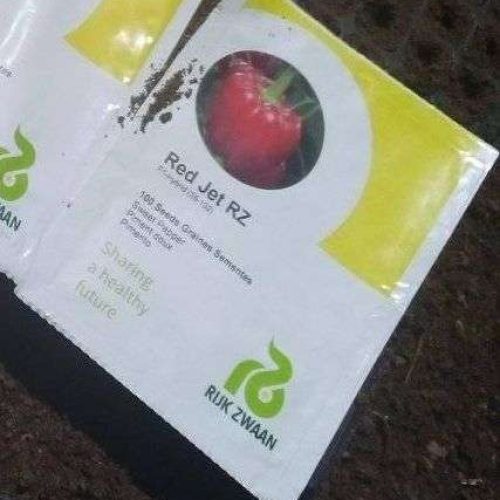 Red Jet RZ
100 Seeds Graines Sementes
Sweet Pepper
Piment doux
Pimento
Sharing
a healthy
future
RIJK ZWAAN
ZWAAN